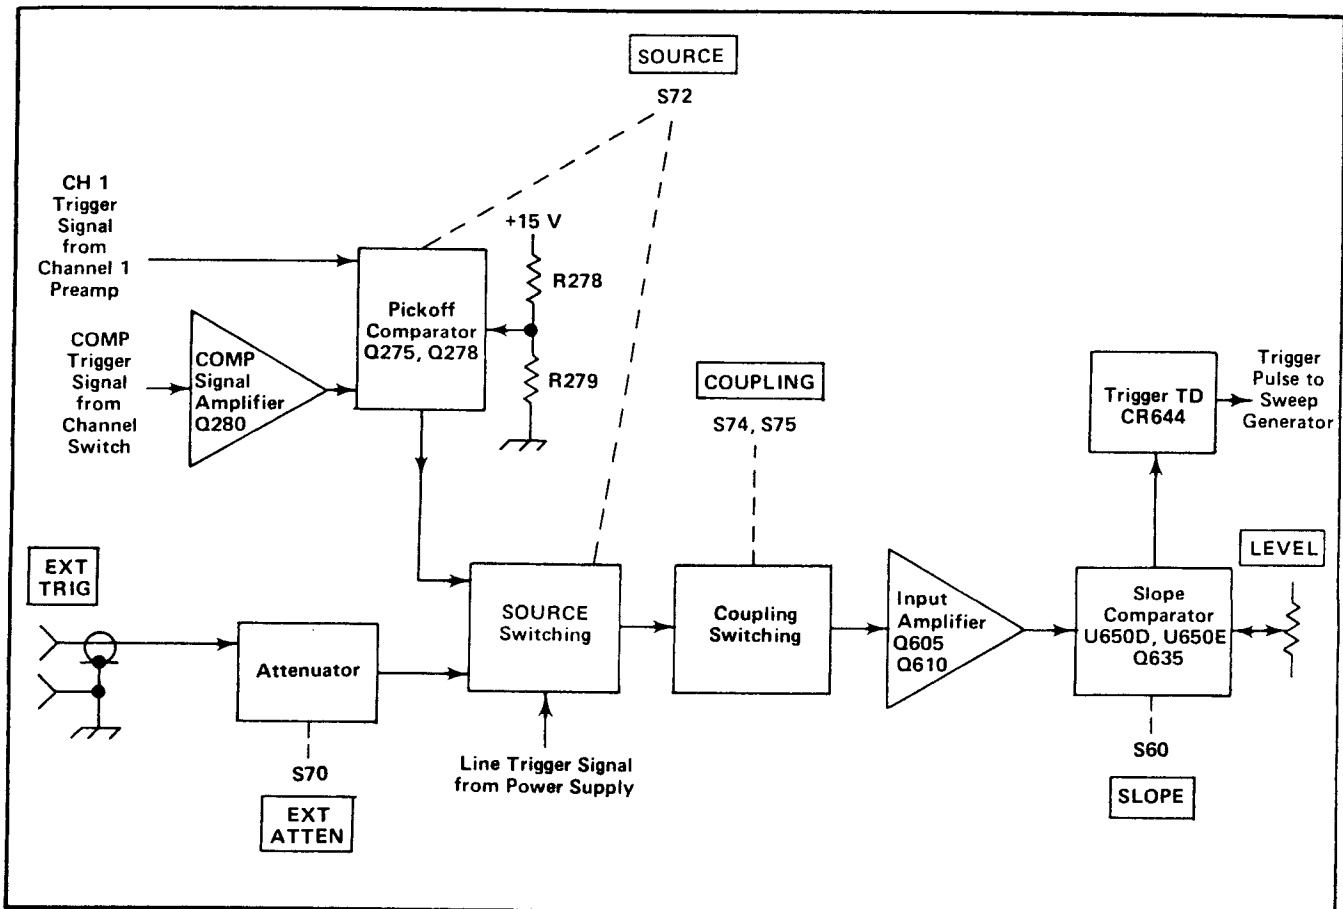 SOURCE
S72
CH 1
Trigger
Signal
from
Channel 1
Preamp
+15 V
R278
Pickoff
Comparator
Q275, Q278
R279
COMP
Trigger
Signal
from
Channel
Switch
COMP
Signal
Amplifier
Q280
COUPLING
S74, S75
Trigger TD
CR644
Trigger
Pulse to
Sweep
Generator
EXT
TRIG
Attenuator
SOURCE
Switching
Coupling
Switching
Input
Amplifier
Q605
Q610
Slope
Comparator
U650D, U650E
Q635
LEVEL
S70
EXT
ATTEN
Line Trigger Signal
from Power Supply
S60
SLOPE